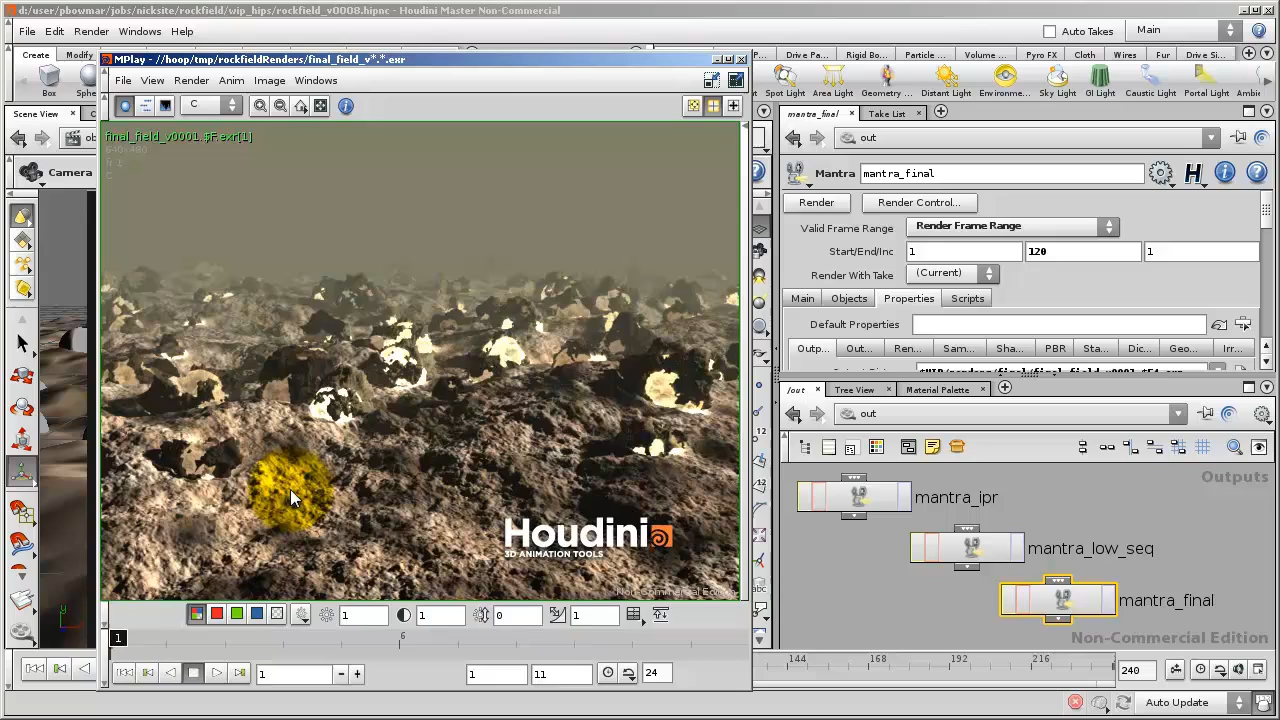 d:/user/pbowmar/jobs/nicksite/rockfield/wip_hips/rockfield_v0008.hipnc - Houdini Master Non-Commercial
File Edit Render Windows Help
Auto Takes Main
Create Modify
Drive Pa... Rigid Bo... Particle ... Volume ... Pyro FX Cloth Wires Fur Drive Si...
Box
Spot Light Area Light Geometry ... Distant Light Environme... Sky Light GI Light Caustic Light Portal Light Ambie
Scene View
Camera
MPlay - //hoop/tmp/rockfieldRenders/final_field_v*.*.exr
File View Render Anim Image Windows
C
final_field_v0001.$F.exr[1]
640x480
fr 1
C
Houdini
3D ANIMATION TOOLS
Non-Commercial Edition
1 1 0 1
1 6
1 1 11 24
mantra_final Take List
out
Mantra mantra_final
Render Render Control...
Valid Frame Range Render Frame Range
Start/End/Inc 1 120 1
Render With Take (Current)
Main Objects Properties Scripts
Default Properties
Outp... Out... Ren... Sam... Sha... PBR Sta... Dic... Geo... Irr...
/out Tree View Material Palette
out
Outputs
mantra_ipr
mantra_low_seq
mantra_final
Non-Commercial Edition
144 168 192 216
240
Auto Update